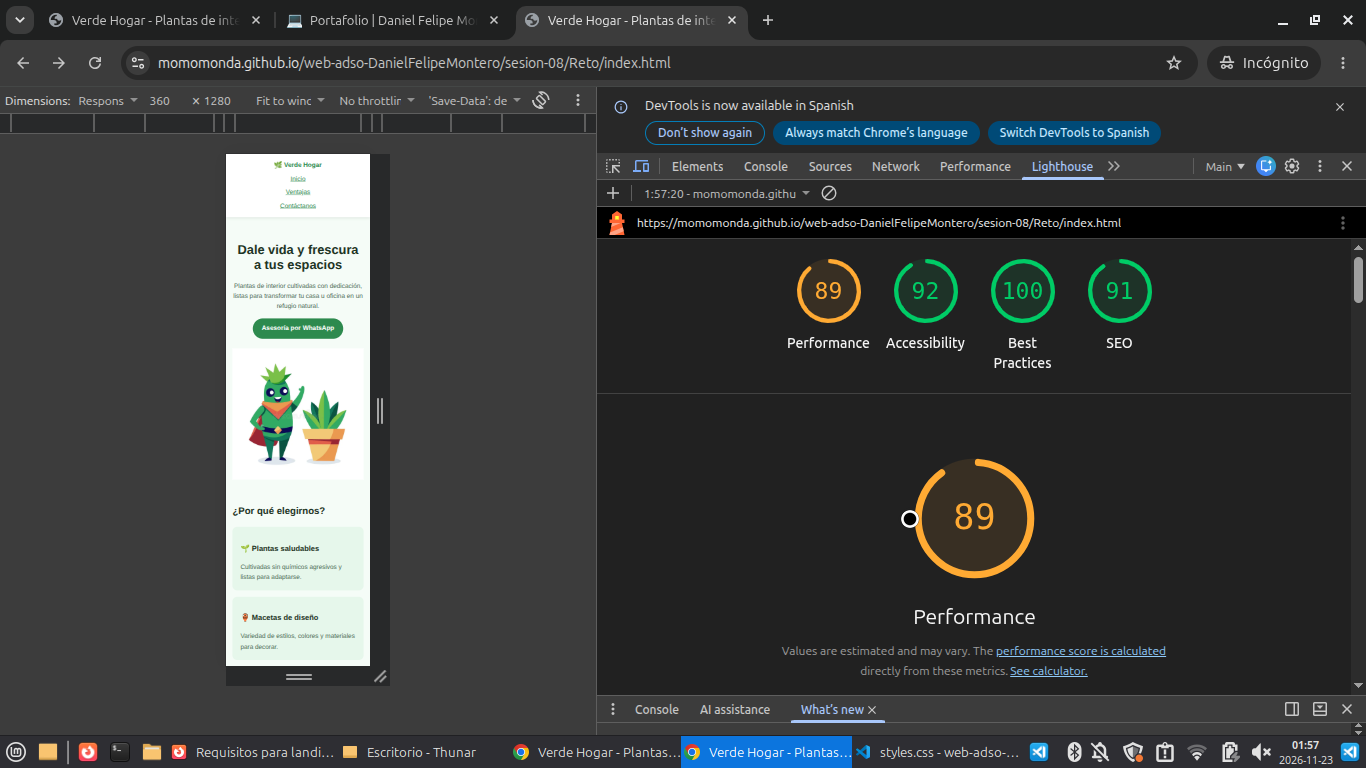 Verde Hogar - Plantas de inte
Portafolio | Daniel Felipe Mo
Verde Hogar - Plantas de inte
momomonda.github.io/web-adso-DanielFelipeMontero/sesion-08/Reto/index.html
Incógnito
Dimensions: Respons 360 × 1280 Fit to winc No throttlir 'Save-Data': de
DevTools is now available in Spanish
Don't show again
Always match Chrome's language
Switch DevTools to Spanish
Elements Console Sources Network Performance Lighthouse Main
1:57:20 - momomonda.githu
https://momomonda.github.io/web-adso-DanielFelipeMontero/sesion-08/Reto/index.html
🌿 Verde Hogar
Inicio
Ventajas
Contáctanos
Dale vida y frescura
a tus espacios
Plantas de interior cultivadas con dedicación,
listas para transformar tu casa u oficina en un
refugio natural.
Asesoría por WhatsApp
¿Por qué elegirnos?
🌱 Plantas saludables
Cultivadas sin químicos agresivos y
listas para adaptarse.
🏺 Macetas de diseño
Variedad de estilos, colores y materiales
para decorar.
89
Performance
92
Accessibility
100
Best
Practices
91
SEO
89
Performance
Values are estimated and may vary. The performance score is calculated
directly from these metrics. See calculator.
Console AI assistance What's new
Requisitos para landi...
Escritorio - Thunar
Verde Hogar - Plantas...
Verde Hogar - Plantas...
styles.css - web-adso-...
01:57
2026-11-23